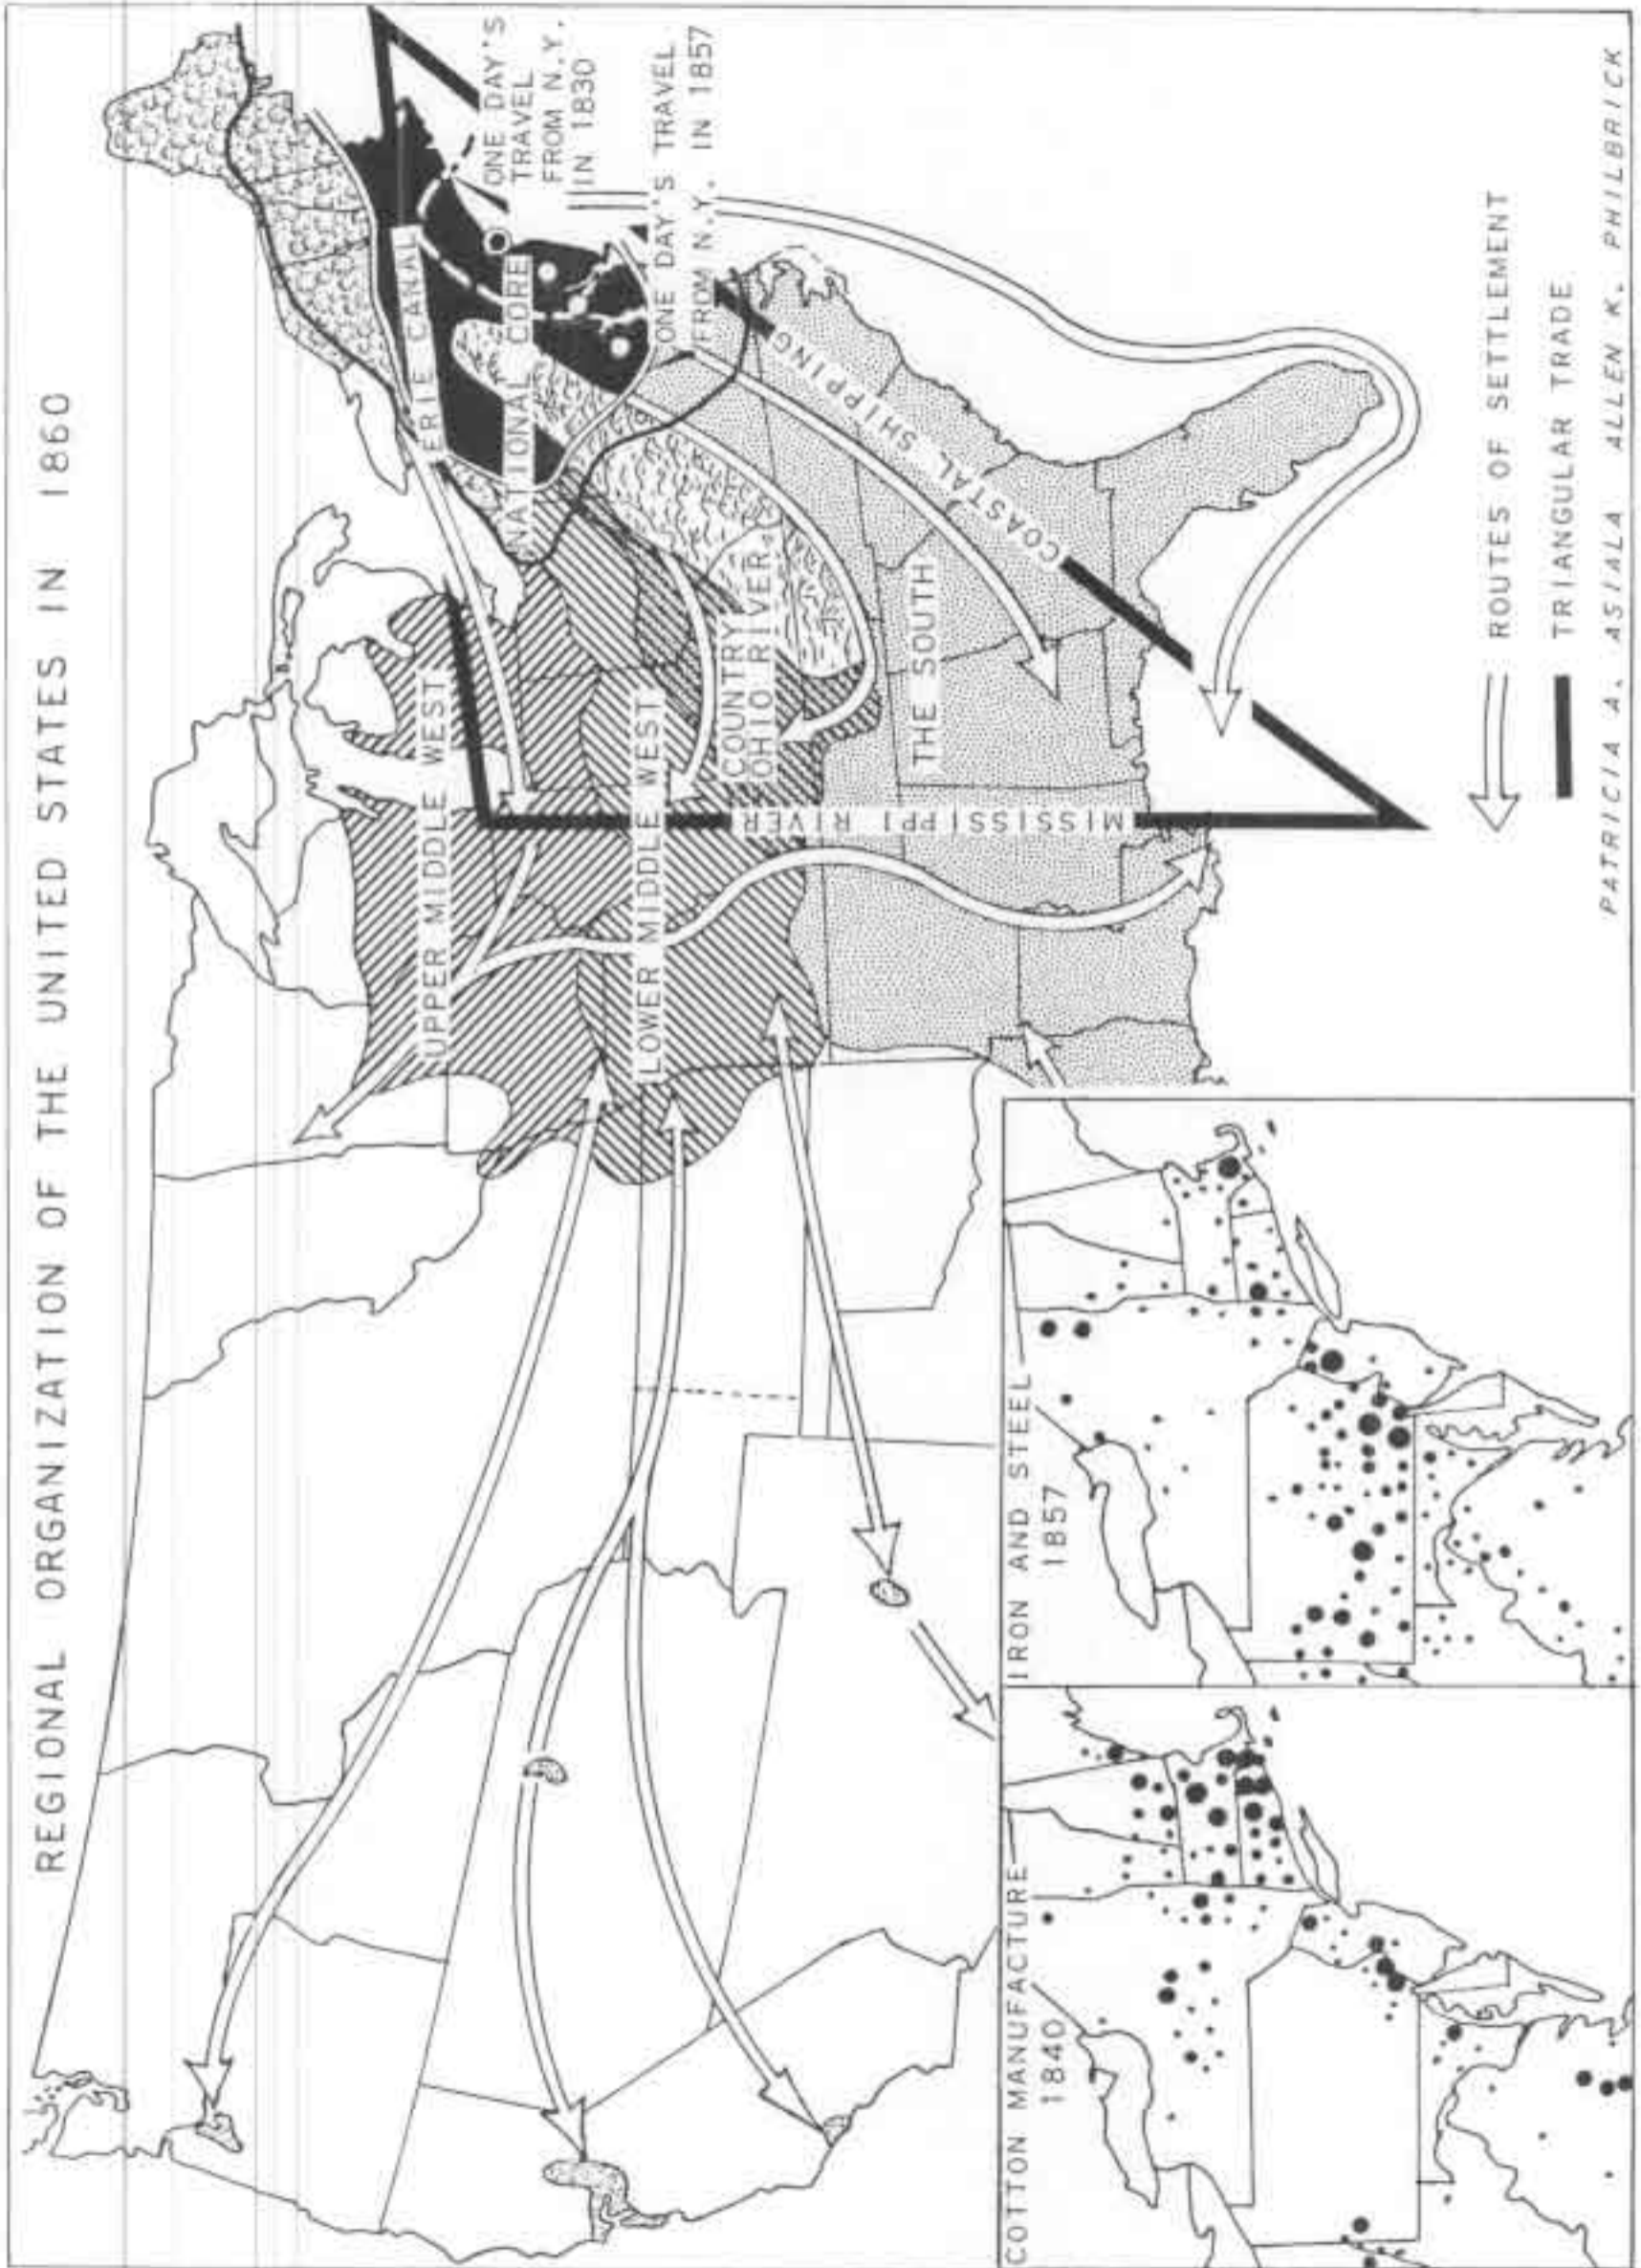 REGIONAL ORGANIZATION OF THE UNITED STATES IN 1860
ONE DAY'S
TRAVEL
FROM N.Y.
IN 1830
ERIE CANAL
NATIONAL CORE
ONE DAY'S TRAVEL
FROM N.Y. IN 1857
UPPER MIDDLE WEST
LOWER MIDDLE WEST
COUNTRY
OHIO RIVER
COASTAL SHIPPING
THE SOUTH
MISSISSIPPI RIVER
COTTON MANUFACTURE
1840
IRON AND STEEL
1857
ROUTES OF SETTLEMENT
TRIANGULAR TRADE
PATRICIA A. ASIALA ALLEN K. PHILBRICK